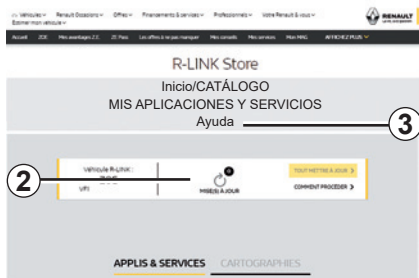 Véhicules Renault Occasions Offres Financements & services Professionnels Votre Renault & vous
Estimer mon véhicule
RENAULT
Accueil ZOE Mes avantages Z.E. ZE Pass Les offres à ne pas manquer Mes conseils Mes services Mon MAG AFFICHEZ PLUS
R-LINK Store
Inicio/CATÁLOGO
MIS APLICACIONES Y SERVICIOS
Ayuda
3
2
Véhicule R-LINK :
VF1
MISE(S) À JOUR
TOUT METTRE À JOUR
COMMENT PROCÉDER
APPLIS & SERVICES CARTOGRAPHIES